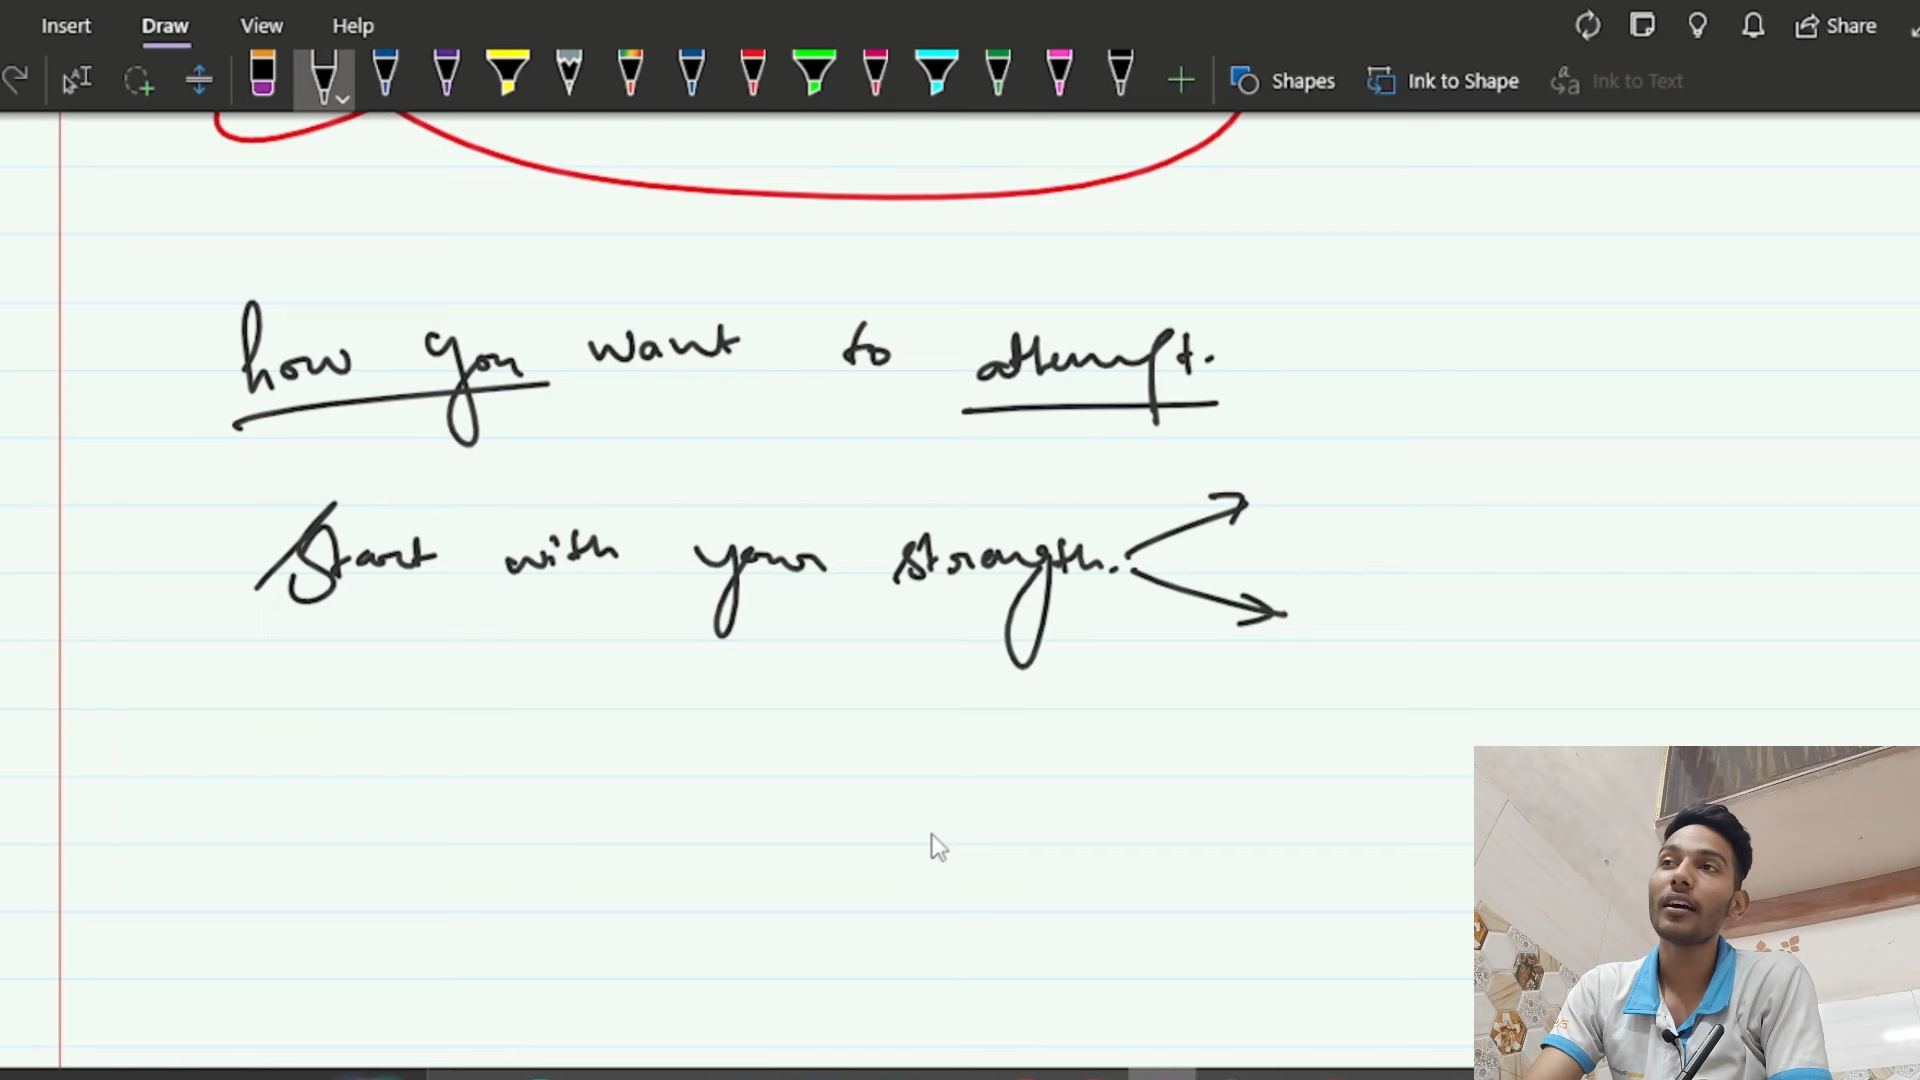 Insert Draw View Help Share
Shapes Ink to Shape Ink to Text
how you want to attempt.
Start with your strength.